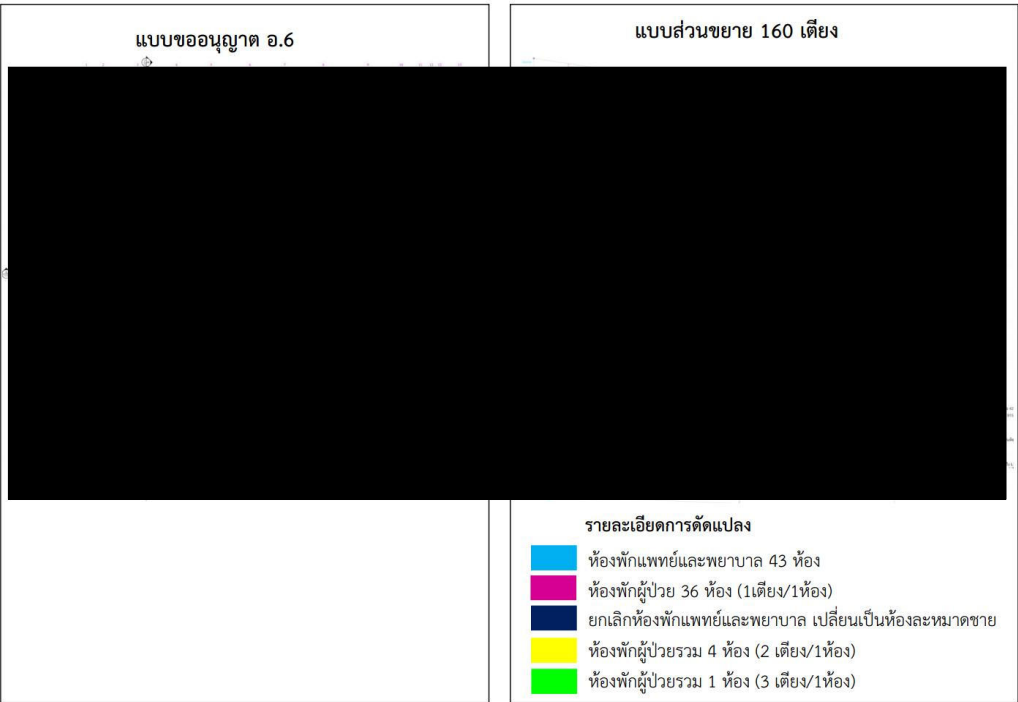 แบบขออนุญาต อ.6
แบบส่วนขยาย 160 เตียง
รายละเอียดการดัดแปลง
ห้องพักแพทย์และพยาบาล 43 ห้อง
ห้องพักผู้ป่วย 36 ห้อง (1เตียง/1ห้อง)
ยกเลิกห้องพักแพทย์และพยาบาล เปลี่ยนเป็นห้องละหมาดชาย
ห้องพักผู้ป่วยรวม 4 ห้อง (2 เตียง/1ห้อง)
ห้องพักผู้ป่วยรวม 1 ห้อง (3 เตียง/1ห้อง)